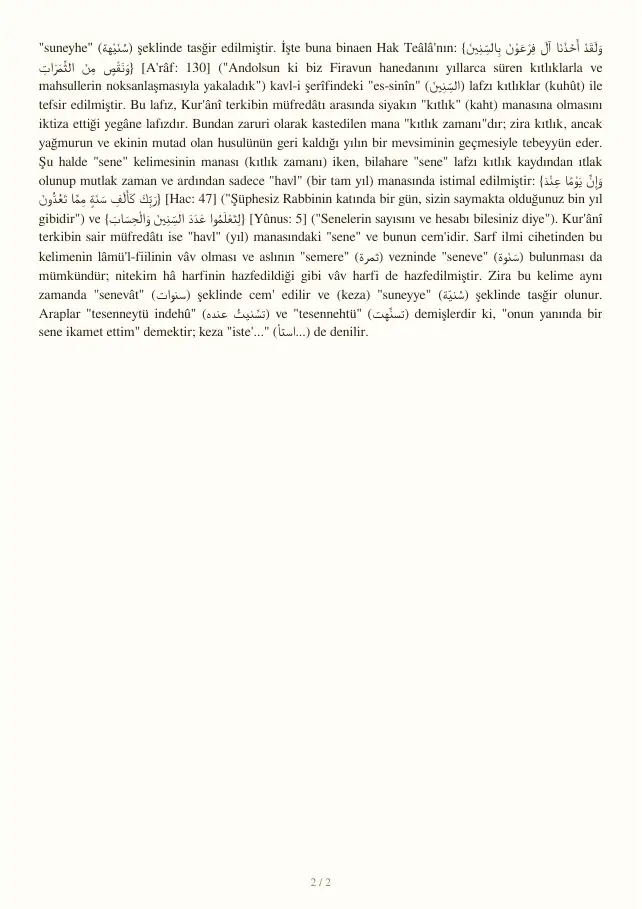 "suneyhe" (سُنَيْهة) şeklinde tasğir edilmiştir. İşte buna binaen Hak Teâlâ'nın: {وَلَقَدْ أَخَذْنَا آلَ فِرْعَوْنَ بِالسِّنِينَ
وَنَقْصٍ مِنَ الثَّمَرَاتِ} [A'râf: 130] ("Andolsun ki biz Firavun hanedanını yıllarca süren kıtlıklarla ve
mahsullerin noksanlaşmasıyla yakaladık") kavl-i şerîfindeki "es-sinîn" (السِّنِينَ) lafzı kıtlıklar (kuhût) ile
tefsir edilmiştir. Bu lafız, Kur'ânî terkibin müfredâtı arasında siyakın "kıtlık" (kaht) manasına olmasını
iktiza ettiği yegâne lafızdır. Bundan zaruri olarak kastedilen mana "kıtlık zamanı"dır; zira kıtlık, ancak
yağmurun ve ekinin mutad olan husulünün geri kaldığı yılın bir mevsiminin geçmesiyle tebeyyün eder.
Şu halde "sene" kelimesinin manası (kıtlık zamanı) iken, bilahare "sene" lafzı kıtlık kaydından ıtlak
olunup mutlak zaman ve ardından sadece "havl" (bir tam yıl) manasında istimal edilmiştir: {وَإِنَّ يَوْمًا عِنْدَ
رَبِّكَ كَأَلْفِ سَنَةٍ مِمَّا تَعُدُّونَ} [Hac: 47] ("Şüphesiz Rabbinin katında bir gün, sizin saymakta olduğunuz bin yıl
gibidir") ve {لِتَعْلَمُوا عَدَدَ السِّنِينَ وَالْحِسَابَ} [Yûnus: 5] ("Senelerin sayısını ve hesabı bilesiniz diye"). Kur'ânî
terkibin sair müfredâtı ise "havl" (yıl) manasındaki "sene" ve bunun cem'idir. Sarf ilmi cihetinden bu
kelimenin lâmü'l-fiilinin vâv olması ve aslının "semere" (ثمرة) vezninde "seneve" (سَنوة) bulunması da
mümkündür; nitekim hâ harfinin hazfedildiği gibi vâv harfi de hazfedilmiştir. Zira bu kelime aynı
zamanda "senevât" (سنوات) şeklinde cem' edilir ve (keza) "suneyye" (سُنيّة) şeklinde tasğir olunur.
Araplar "tesenneytü indehû" (تسّنيتُ عنده) ve "tesennehtü" (تسنّهت) demişlerdir ki, "onun yanında bir
sene ikamet ettim" demektir; keza "iste'..." (استأ...) de denilir.
2 / 2